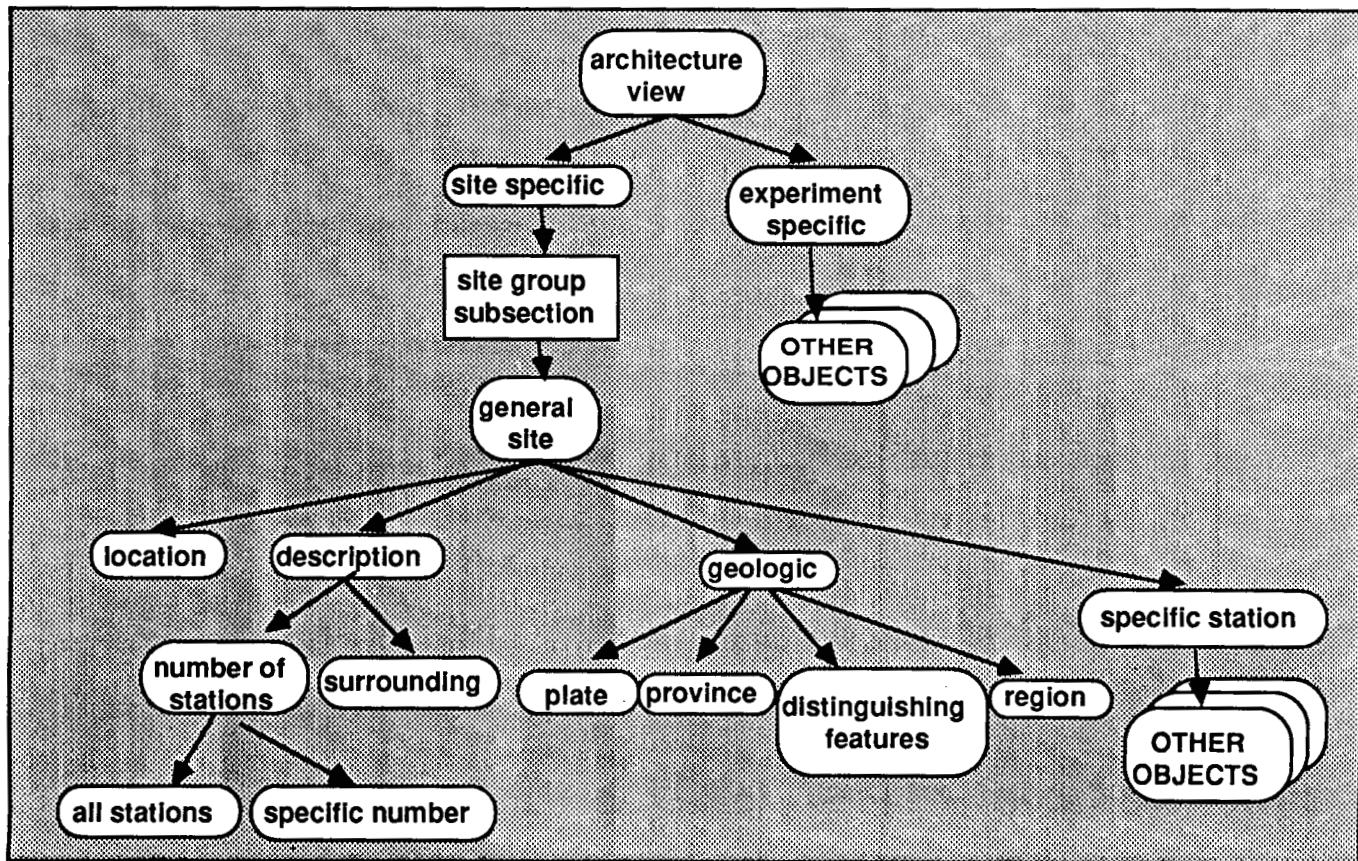 architecture
view
site specific
experiment
specific
site group
subsection
OTHER
OBJECTS
general
site
location
description
geologic
specific station
number of
stations
surrounding
plate
province
distinguishing
features
region
OTHER
OBJECTS
all stations
specific number